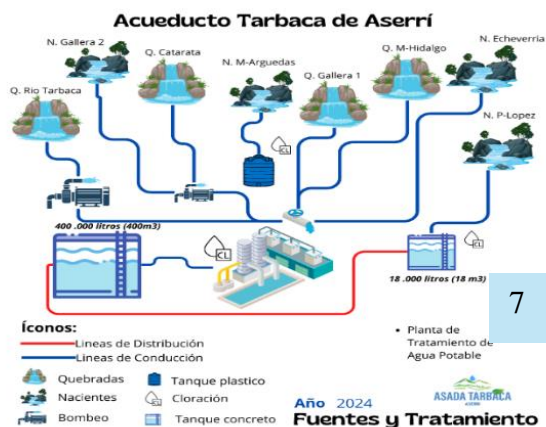 Acueducto Tarbaca de Aserrí
N. Gallera 2
Q. Catarata
N. M-Arguedas
Q. M-Hidalgo
N. Echeverria
Q. Rio Tarbaca
Q. Gallera 1
N. P-Lopez
CL
400 .000 litros (400m3)
CL
CL
18 .000 litros (18 m3)
7
Íconos:
Lineas de Distribución
Lineas de Conducción
• Planta de
Tratamiento de
Agua Potable
Quebradas
Tanque plastico
Nacientes
CL
Cloración
Bombeo
Tanque concreto
Año 2024
ASADA TARBACA
Fuentes y Tratamiento